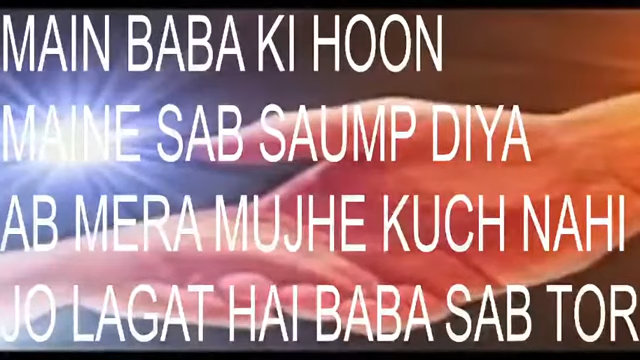 MAIN BABA KI HOON
MAINE SAB SAUMP DIYA
AB MERA MUJHE KUCH NAHI
JO LAGAT HAI BABA SAB TOR